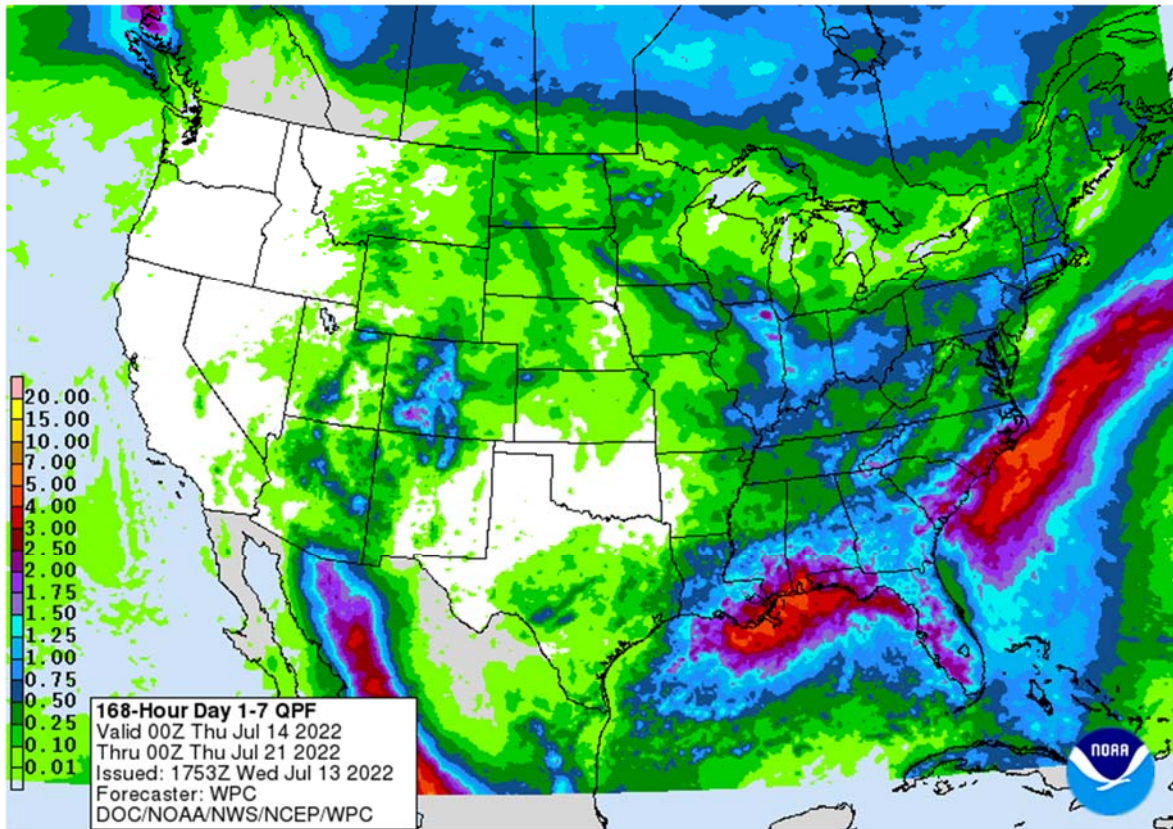 20.00
15.00
10.00
7.00
5.00
4.00
3.00
2.50
2.00
1.75
1.50
1.25
1.00
0.75
0.50
0.25
0.10
0.01
168-Hour Day 1-7 QPF
Valid 00Z Thu Jul 14 2022
Thru 00Z Thu Jul 21 2022
Issued: 1753Z Wed Jul 13 2022
Forecaster: WPC
DOC/NOAA/NWS/NCEP/WPC
NOAA